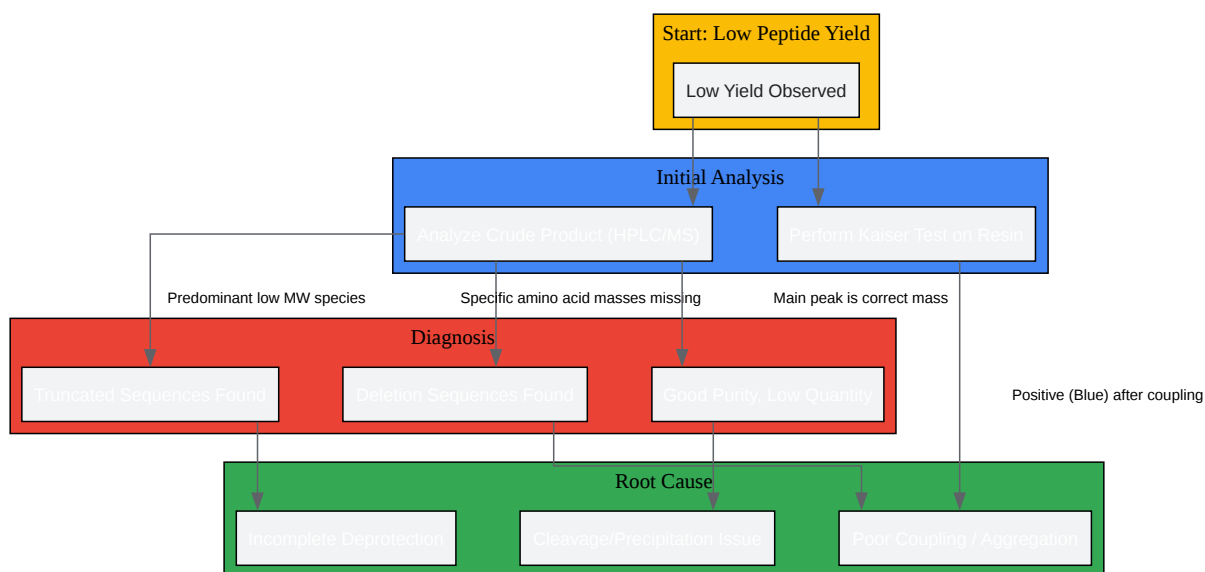 Start: Low Peptide Yield
Low Yield Observed
Initial Analysis
Analyze Crude Product (HPLC/MS)
Perform Kaiser Test on Resin
Predominant low MW species
Specific amino acid masses missing
Main peak is correct mass
Diagnosis
Truncated Sequences Found
Deletion Sequences Found
Good Purity, Low Quantity
Positive (Blue) after coupling
Root Cause
Incomplete Deprotection
Cleavage/Precipitation Issue
Poor Coupling / Aggregation